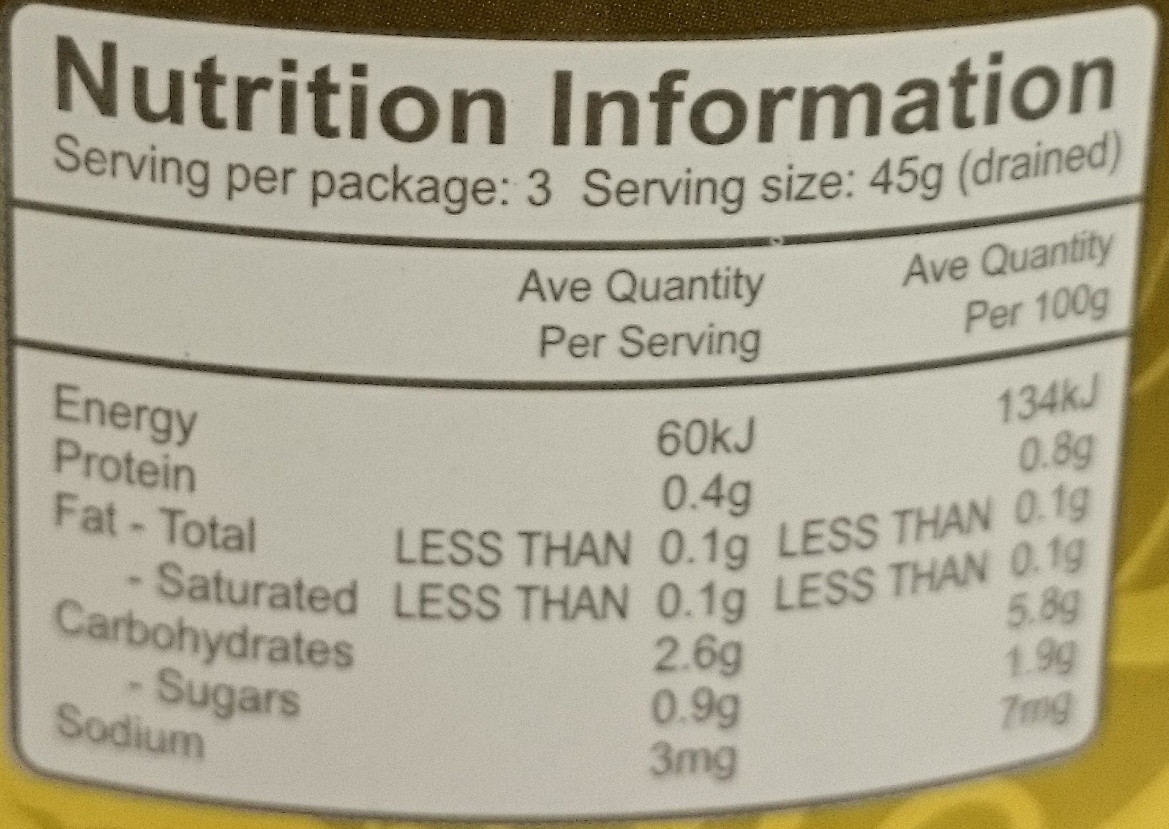 Nutrition Information
Serving per package: 3 Serving size: 45g (drained)
Ave Quantity Per Serving Ave Quantity Per 100g
Energy 60kJ 134kJ
Protein 0.4g 0.8g
Fat - Total LESS THAN 0.1g LESS THAN 0.1g
- Saturated LESS THAN 0.1g LESS THAN 0.1g
Carbohydrates 2.6g 5.8g
- Sugars 0.9g 1.9g
Sodium 3mg 7mg